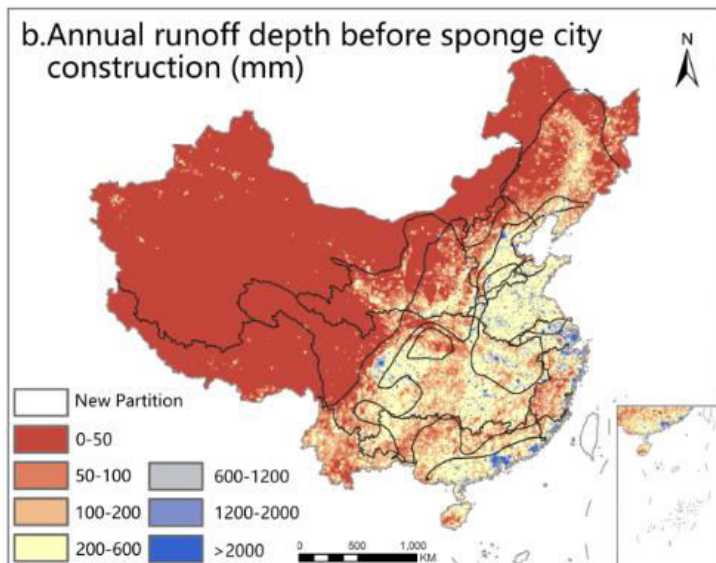 b.Annual runoff depth before sponge city
construction (mm)
N
New Partition
0-50
50-100
100-200
200-600
600-1200
1200-2000
>2000
0
500
1,000
KM